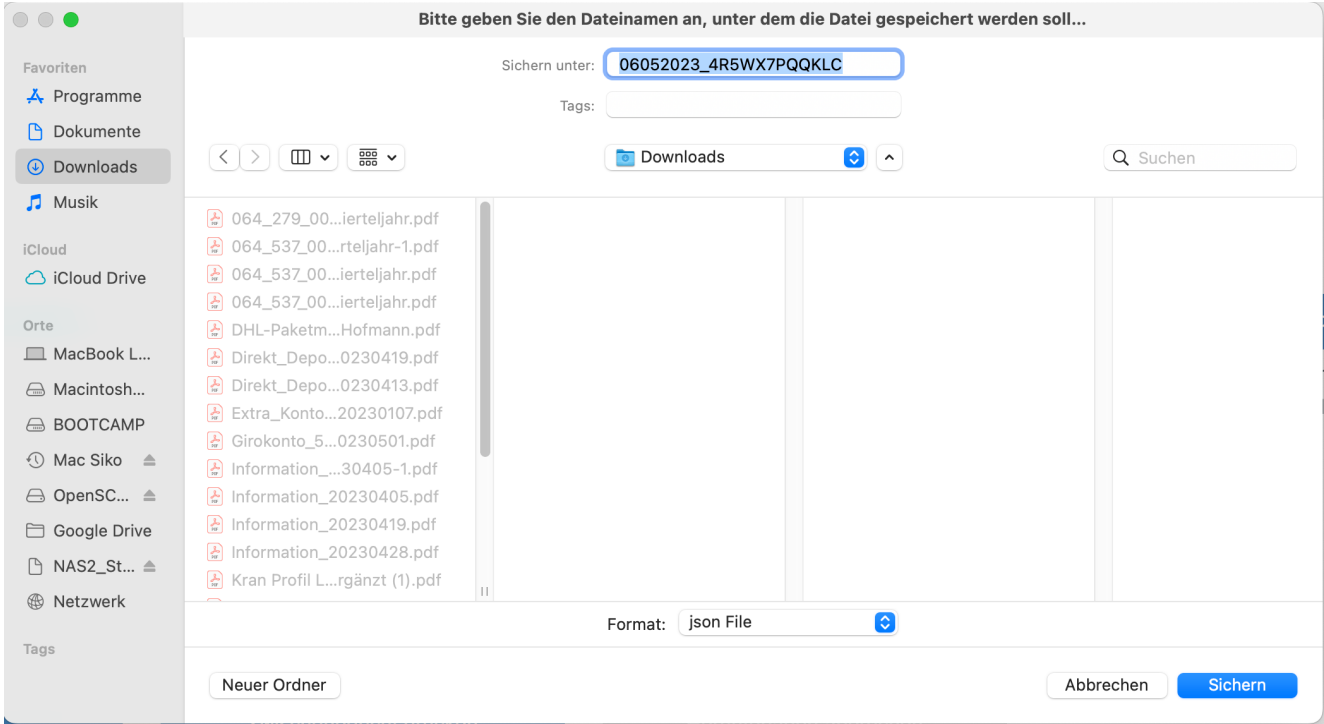 Bitte geben Sie den Dateinamen an, unter dem die Datei gespeichert werden soll...
Favoriten
Programme
Dokumente
Downloads
Musik
iCloud
iCloud Drive
Orte
MacBook L...
Macintosh...
BOOTCAMP
Mac Siko
OpenSC...
Google Drive
NAS2_St...
Netzwerk
Tags
Sichern unter: 06052023_4R5WX7PQQKLC
Tags:
Downloads
Suchen
064_279_00...ierteljahr.pdf
064_537_00...rteljahr-1.pdf
064_537_00...ierteljahr.pdf
064_537_00...ierteljahr.pdf
DHL-Paketm...Hofmann.pdf
Direkt_Depo...0230419.pdf
Direkt_Depo...0230413.pdf
Extra_Konto...20230107.pdf
Girokonto_5...0230501.pdf
Information_...30405-1.pdf
Information_20230405.pdf
Information_20230419.pdf
Information_20230428.pdf
Kran Profil L...rgänzt (1).pdf
Format: json File
Neuer Ordner
Abbrechen
Sichern